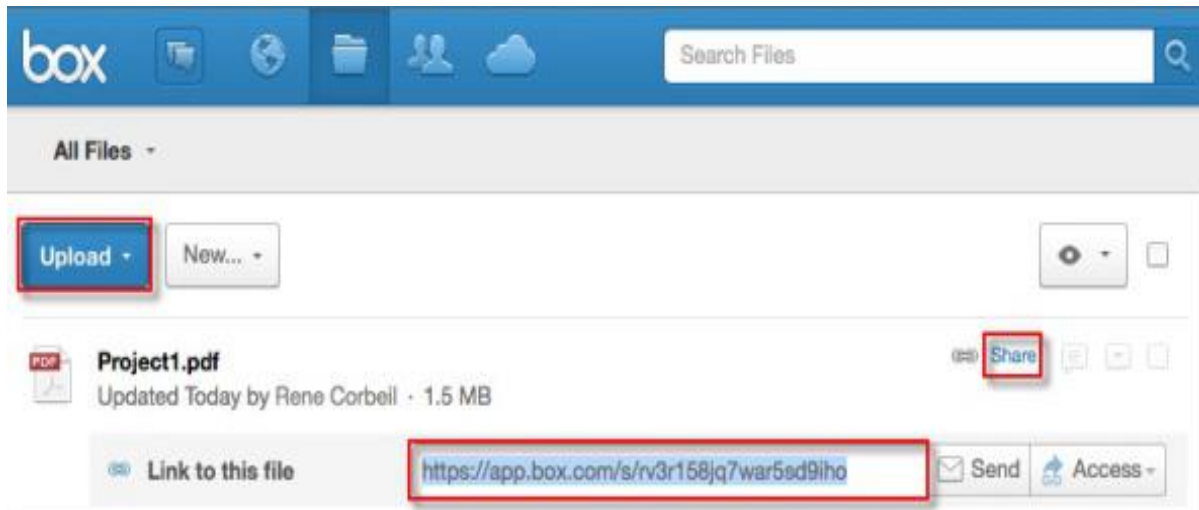 box
Search Files
All Files
Upload
New...
PDF
Project1.pdf
Share
Updated Today by Rene Corbeil · 1.5 MB
Link to this file
https://app.box.com/s/rv3r158jq7war5sd9iho
Send
Access